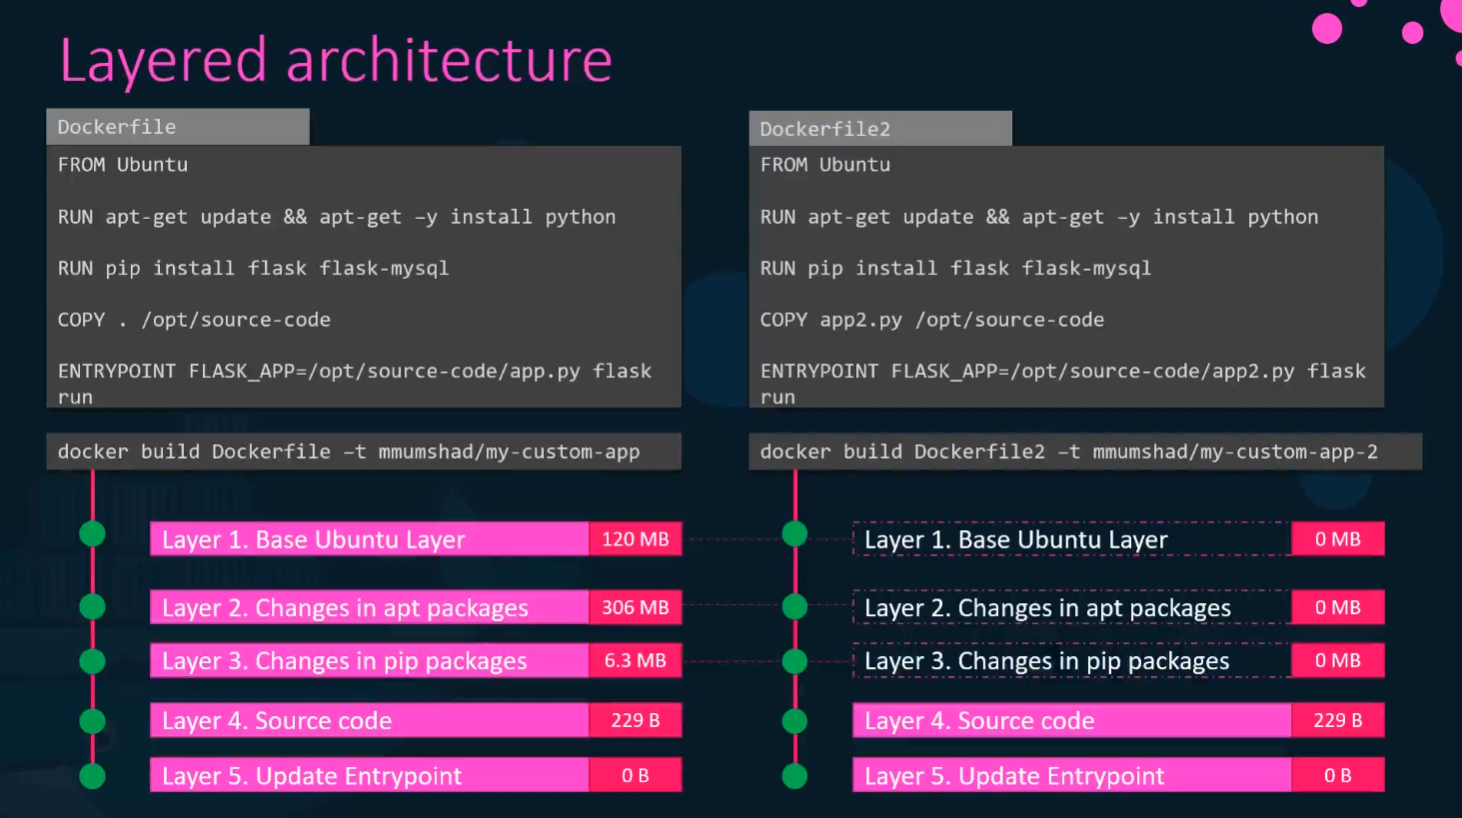 Layered architecture
Dockerfile
FROM Ubuntu
RUN apt-get update && apt-get –y install python
RUN pip install flask flask-mysql
COPY . /opt/source-code
ENTRYPOINT FLASK_APP=/opt/source-code/app.py flask
run
docker build Dockerfile –t mmumshad/my-custom-app
Layer 1. Base Ubuntu Layer 120 MB
Layer 2. Changes in apt packages 306 MB
Layer 3. Changes in pip packages 6.3 MB
Layer 4. Source code 229 B
Layer 5. Update Entrypoint 0 B
Dockerfile2
FROM Ubuntu
RUN apt-get update && apt-get –y install python
RUN pip install flask flask-mysql
COPY app2.py /opt/source-code
ENTRYPOINT FLASK_APP=/opt/source-code/app2.py flask
run
docker build Dockerfile2 –t mmumshad/my-custom-app-2
Layer 1. Base Ubuntu Layer 0 MB
Layer 2. Changes in apt packages 0 MB
Layer 3. Changes in pip packages 0 MB
Layer 4. Source code 229 B
Layer 5. Update Entrypoint 0 B